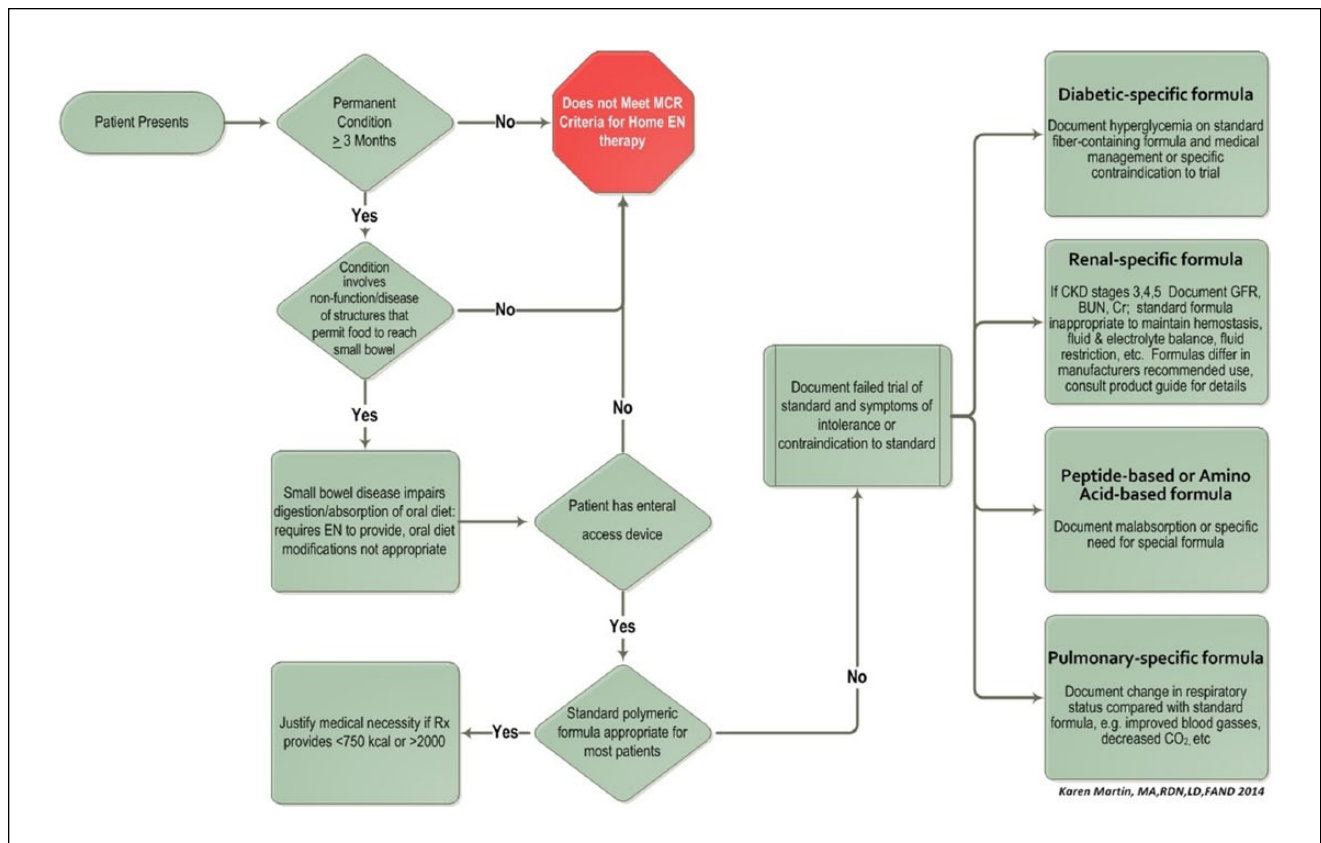 Patient Presents
Permanent
Condition
≥ 3 Months
No
Does not Meet MCR
Criteria for Home EN
therapy
Yes
Condition
involves
non-function/disease
of structures that
permit food to reach
small bowel
No
Yes
Small bowel disease impairs
digestion/absorption of oral diet:
requires EN to provide, oral diet
modifications not appropriate
No
Patient has enteral
access device
Yes
Standard polymeric
formula appropriate for
most patients
Yes
Justify medical necessity if Rx
provides <750 kcal or >2000
No
Document failed trial of
standard and symptoms of
intolerance or
contraindication to standard
Diabetic-specific formula
Document hyperglycemia on standard
fiber-containing formula and medical
management or specific
contraindication to trial
Renal-specific formula
If CKD stages 3,4,5 Document GFR,
BUN, Cr; standard formula
inappropriate to maintain hemostasis,
fluid & electrolyte balance, fluid
restriction, etc. Formulas differ in
manufacturers recommended use,
consult product guide for details
Peptide-based or Amino
Acid-based formula
Document malabsorption or specific
need for special formula
Pulmonary-specific formula
Document change in respiratory
status compared with standard
formula, e.g. improved blood gasses,
decreased CO₂, etc
Karen Martin, MA,RDN,LD,FAND 2014